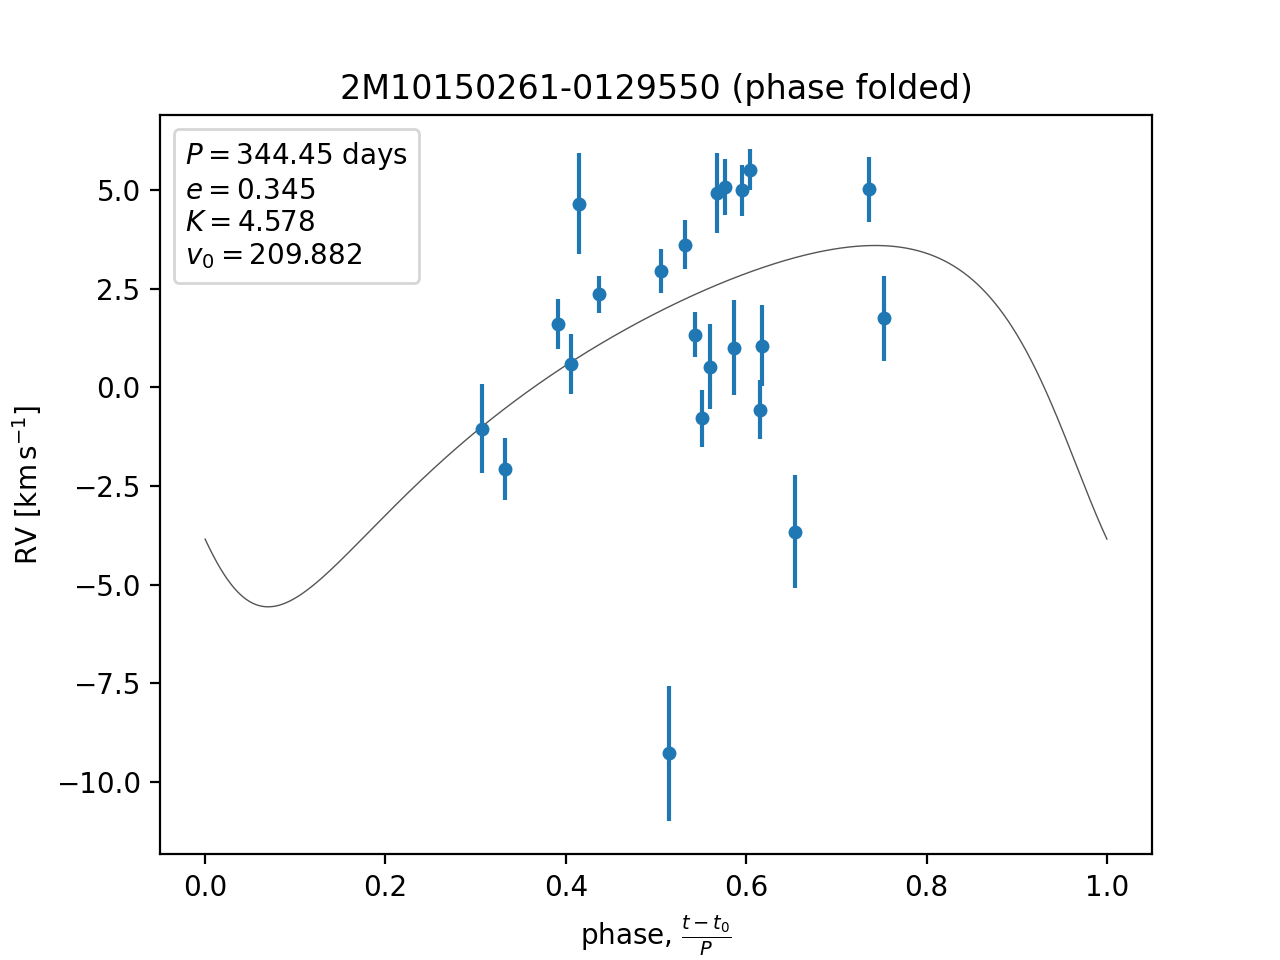 2M10150261-0129550 (phase folded)
P = 344.45 days
e = 0.345
K = 4.578
v₀ = 209.882
5.0
2.5
0.0
−2.5
−5.0
−7.5
−10.0
RV [km s⁻¹]
0.0 0.2 0.4 0.6 0.8 1.0
phase, (t − t₀)/P